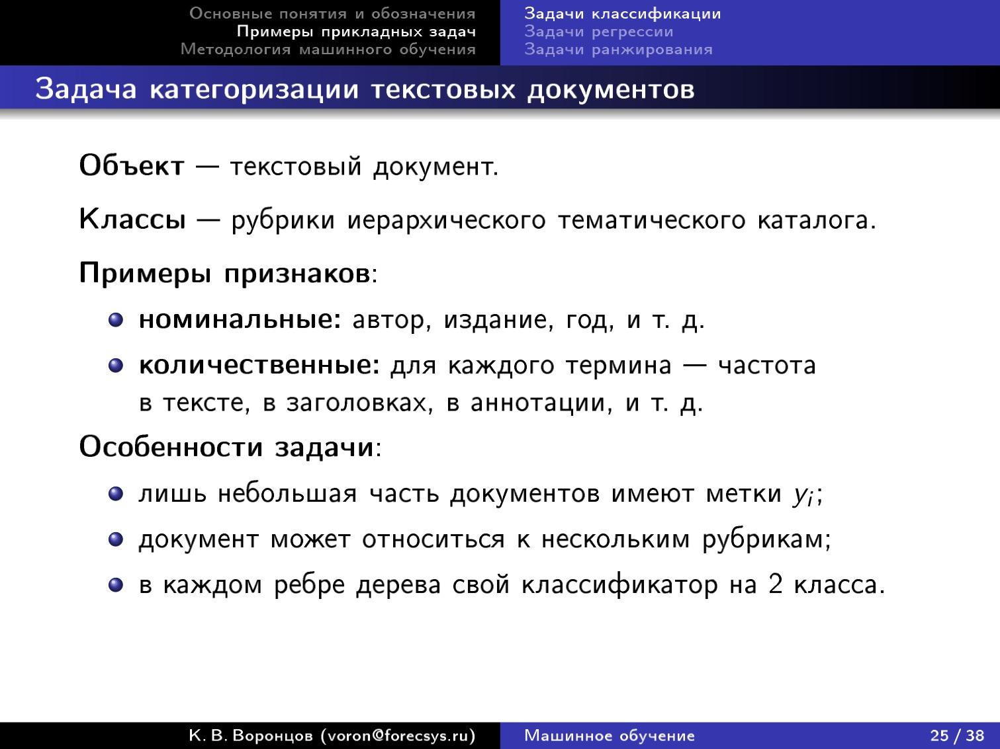 Основные понятия и обозначения
Примеры прикладных задач
Методология машинного обучения
Задачи классификации
Задачи регрессии
Задачи ранжирования
Задача категоризации текстовых документов
Объект — текстовый документ.
Классы — рубрики иерархического тематического каталога.
Примеры признаков:
номинальные: автор, издание, год, и т. д.
количественные: для каждого термина — частота
в тексте, в заголовках, в аннотации, и т. д.
Особенности задачи:
лишь небольшая часть документов имеют метки yᵢ;
документ может относиться к нескольким рубрикам;
в каждом ребре дерева свой классификатор на 2 класса.
К. В. Воронцов (voron@forecsys.ru)
Машинное обучение
25 / 38